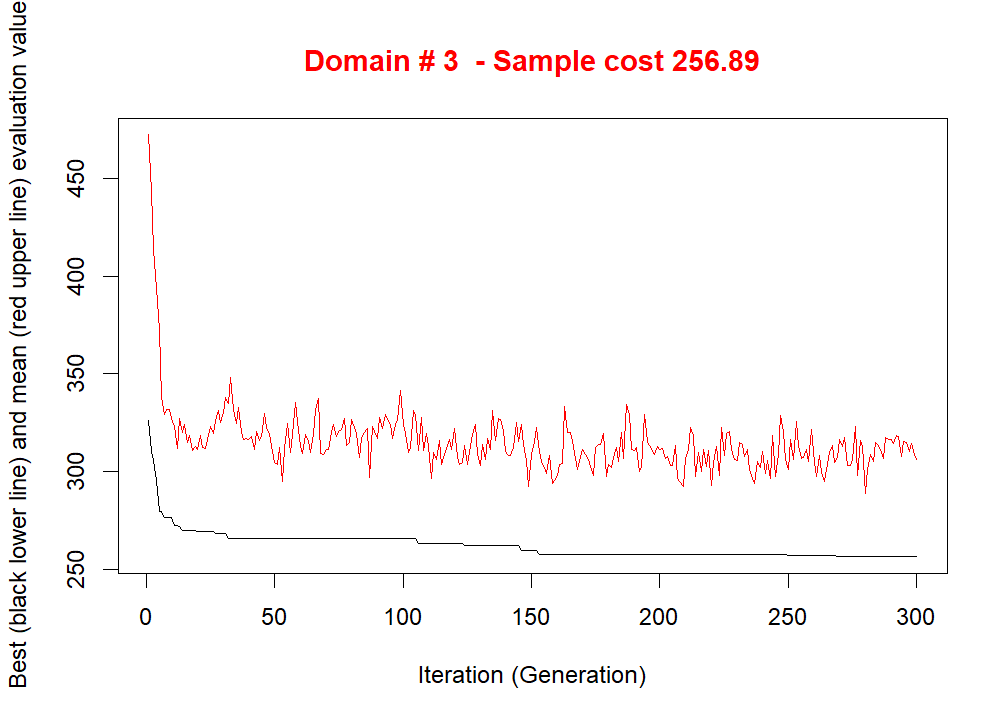 Domain # 3  - Sample cost 256.89
Best (black lower line) and mean (red upper line) evaluation value
450
400
350
300
250
0 50 100 150 200 250 300
Iteration (Generation)